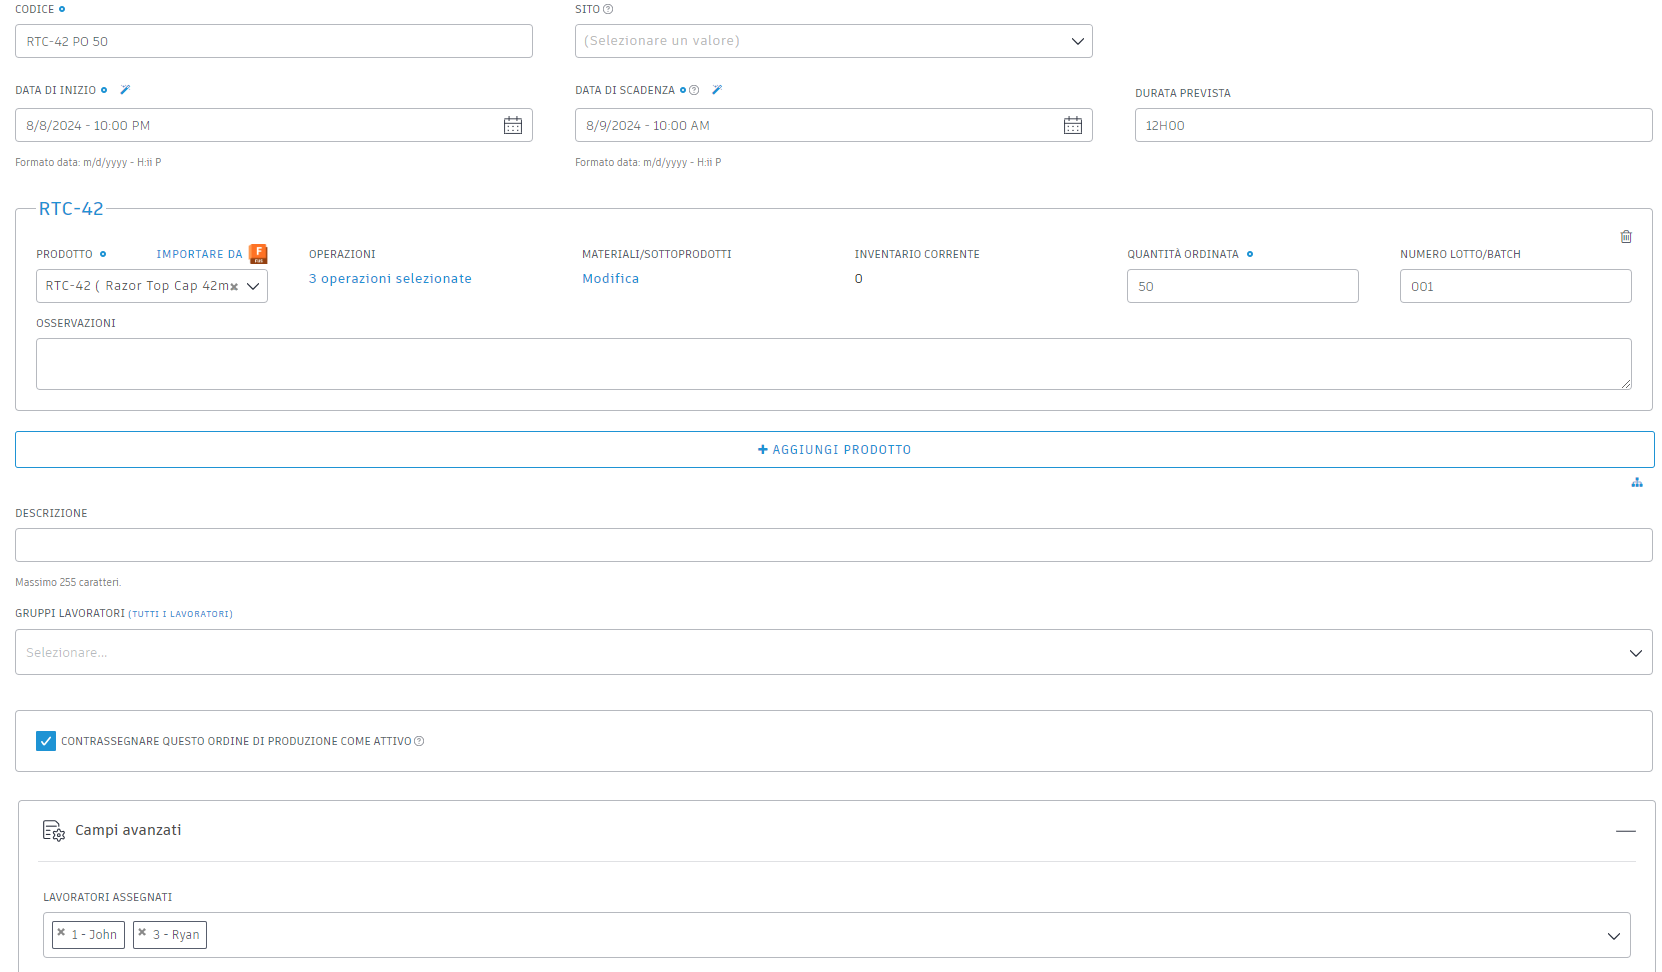 CODICE
SITO
RTC-42 PO 50
(Selezionare un valore)
DATA DI INIZIO
DATA DI SCADENZA
DURATA PREVISTA
8/8/2024 - 10:00 PM
8/9/2024 - 10:00 AM
12H00
Formato data: m/d/yyyy - H:ii P
Formato data: m/d/yyyy - H:ii P
RTC-42
PRODOTTO
IMPORTARE DA
F
OPERAZIONI
MATERIALI/SOTTOPRODOTTI
INVENTARIO CORRENTE
QUANTITÀ ORDINATA
NUMERO LOTTO/BATCH
RTC-42 ( Razor Top Cap 42m
3 operazioni selezionate
Modifica
0
50
001
OSSERVAZIONI
+ AGGIUNGI PRODOTTO
DESCRIZIONE
Massimo 255 caratteri.
GRUPPI LAVORATORI (TUTTI I LAVORATORI)
Selezionare...
CONTRASSEGNARE QUESTO ORDINE DI PRODUZIONE COME ATTIVO
Campi avanzati
LAVORATORI ASSEGNATI
1 - John
3 - Ryan